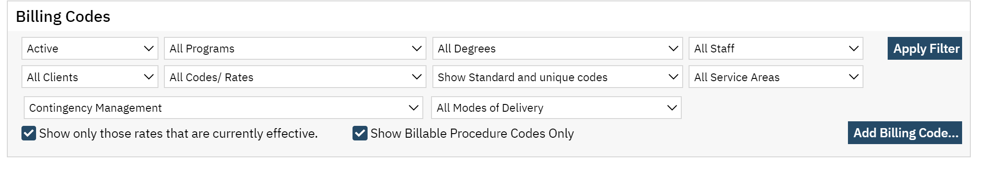 Billing Codes
Active All Programs All Degrees All Staff Apply Filter
All Clients All Codes/ Rates Show Standard and unique codes All Service Areas
Contingency Management All Modes of Delivery
Show only those rates that are currently effective. Show Billable Procedure Codes Only Add Billing Code...